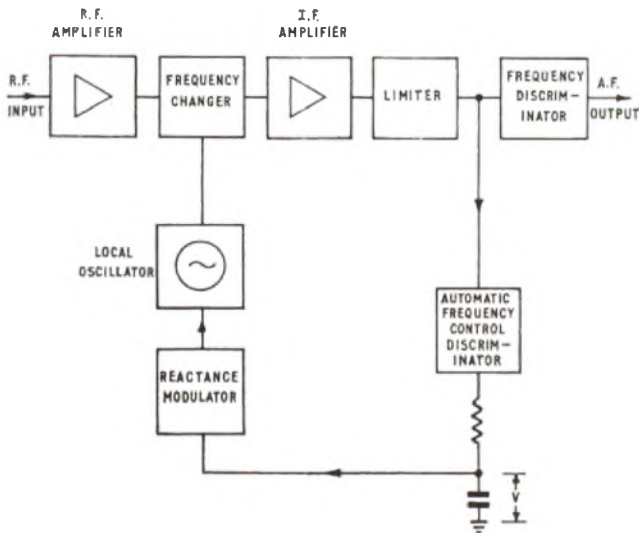 R.F.
AMPLIFIER
I.F.
AMPLIFIER
R.F.
INPUT
FREQUENCY
CHANGER
LIMITER
FREQUENCY
DISCRIM-
INATOR
A.F.
OUTPUT
LOCAL
OSCILLATOR
AUTOMATIC
FREQUENCY
CONTROL
DISCRIM-
INATOR
REACTANCE
MODULATOR
V